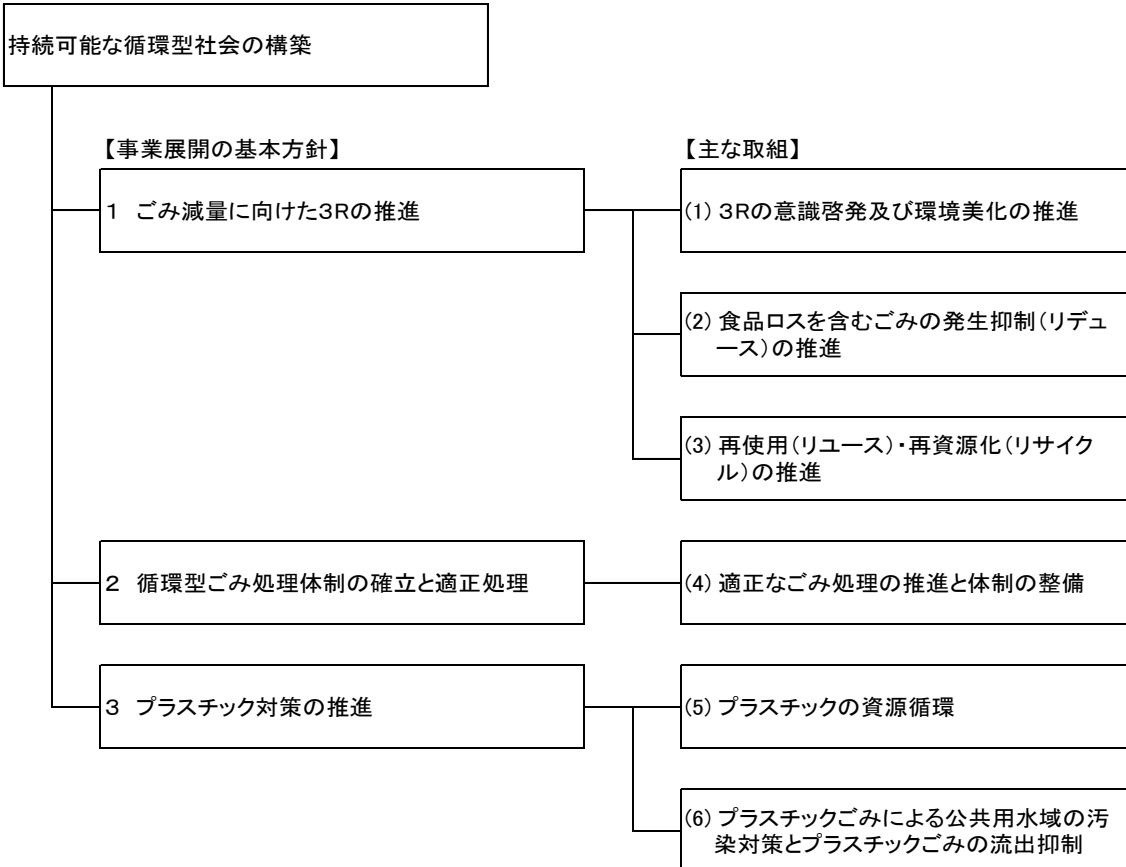 持続可能な循環型社会の構築
【事業展開の基本方針】
【主な取組】
1 ごみ減量に向けた3Rの推進
(1) 3Rの意識啓発及び環境美化の推進
(2) 食品ロスを含むごみの発生抑制(リデュ
ース)の推進
(3) 再使用(リユース)・再資源化(リサイク
ル)の推進
2 循環型ごみ処理体制の確立と適正処理
(4) 適正なごみ処理の推進と体制の整備
3 プラスチック対策の推進
(5) プラスチックの資源循環
(6) プラスチックごみによる公共用水域の汚
染対策とプラスチックごみの流出抑制